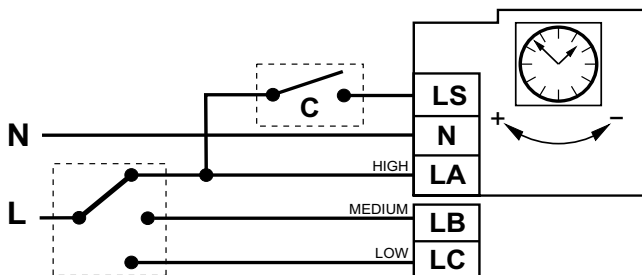 LS
C
+ −
N N
HIGH LA
L MEDIUM LB
LOW LC